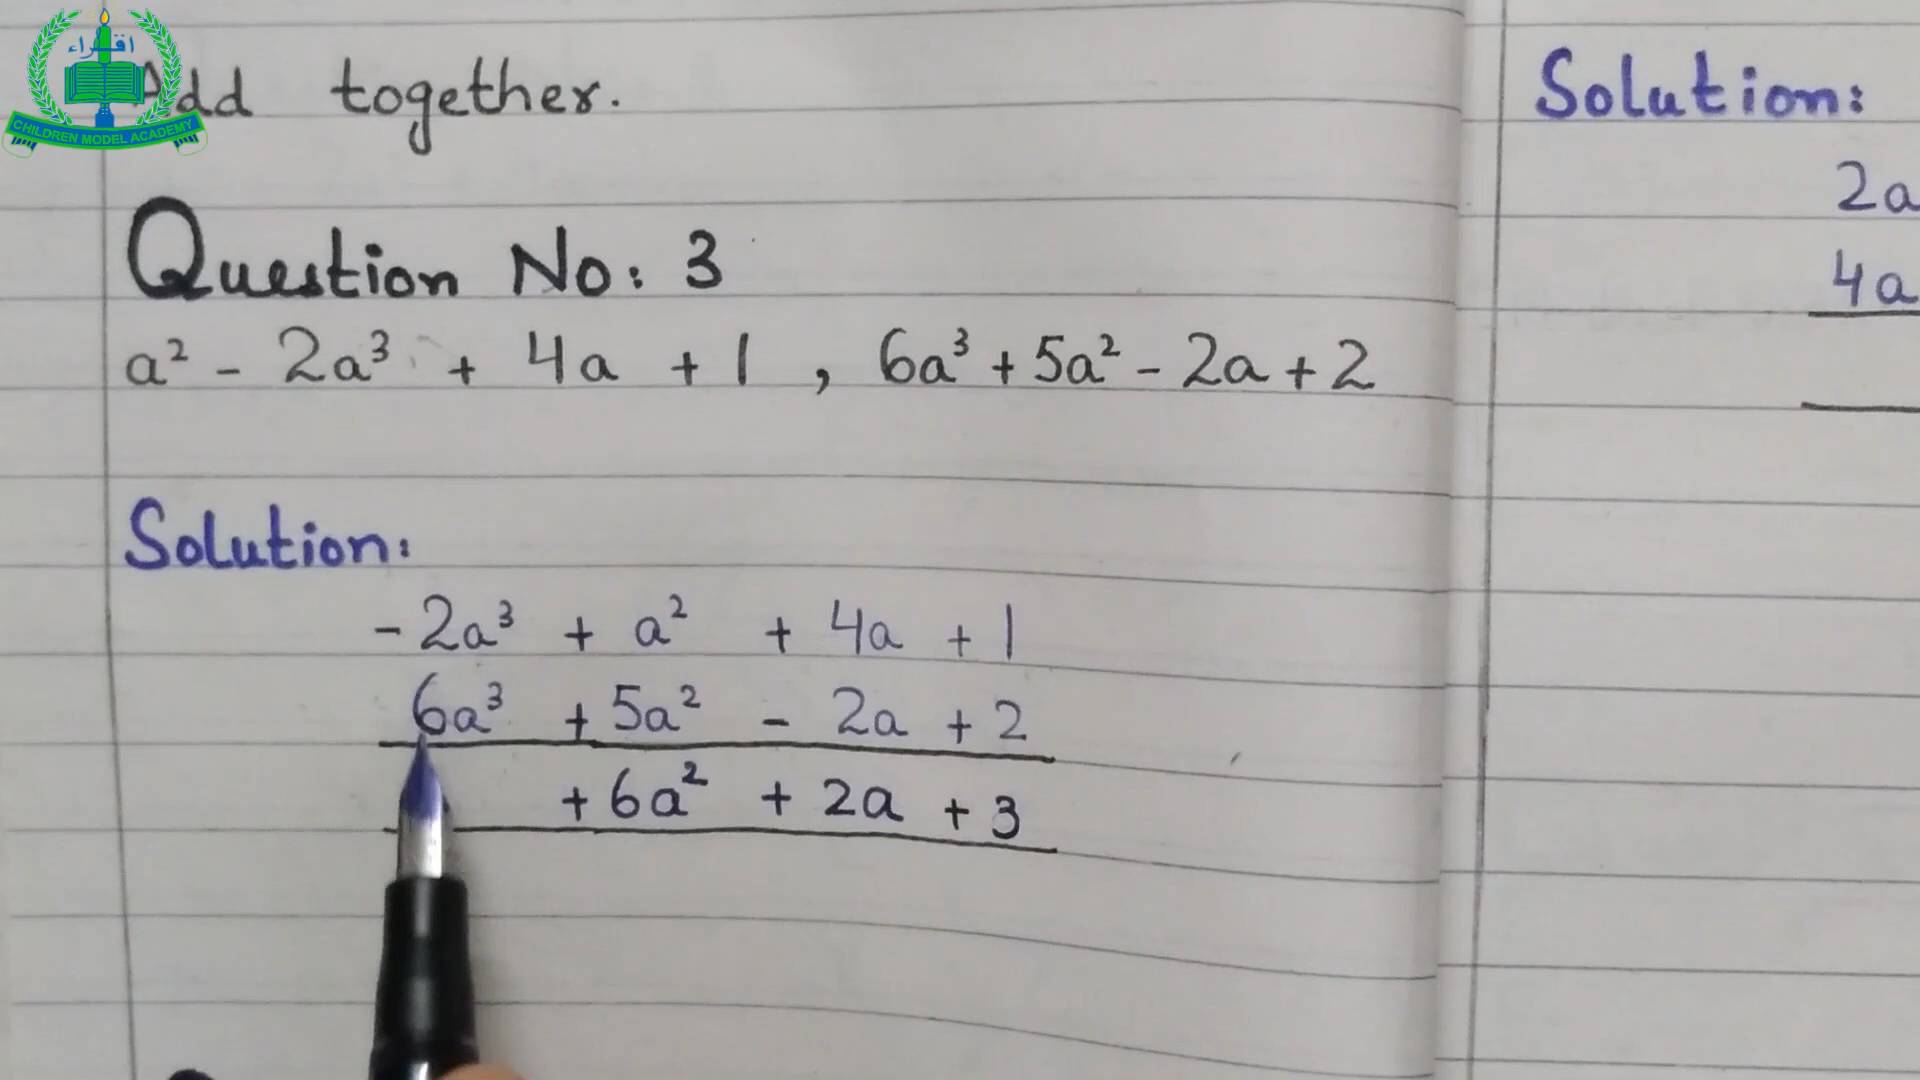 اقراء
CHILDREN MODEL ACADEMY
Add together.
Question No: 3
a² - 2a³ + 4a + 1 , 6a³ + 5a² - 2a + 2
Solution:
- 2a³ + a² + 4a + 1
6a³ + 5a² - 2a + 2
+ 6a² + 2a + 3
Solution:
2a
4a